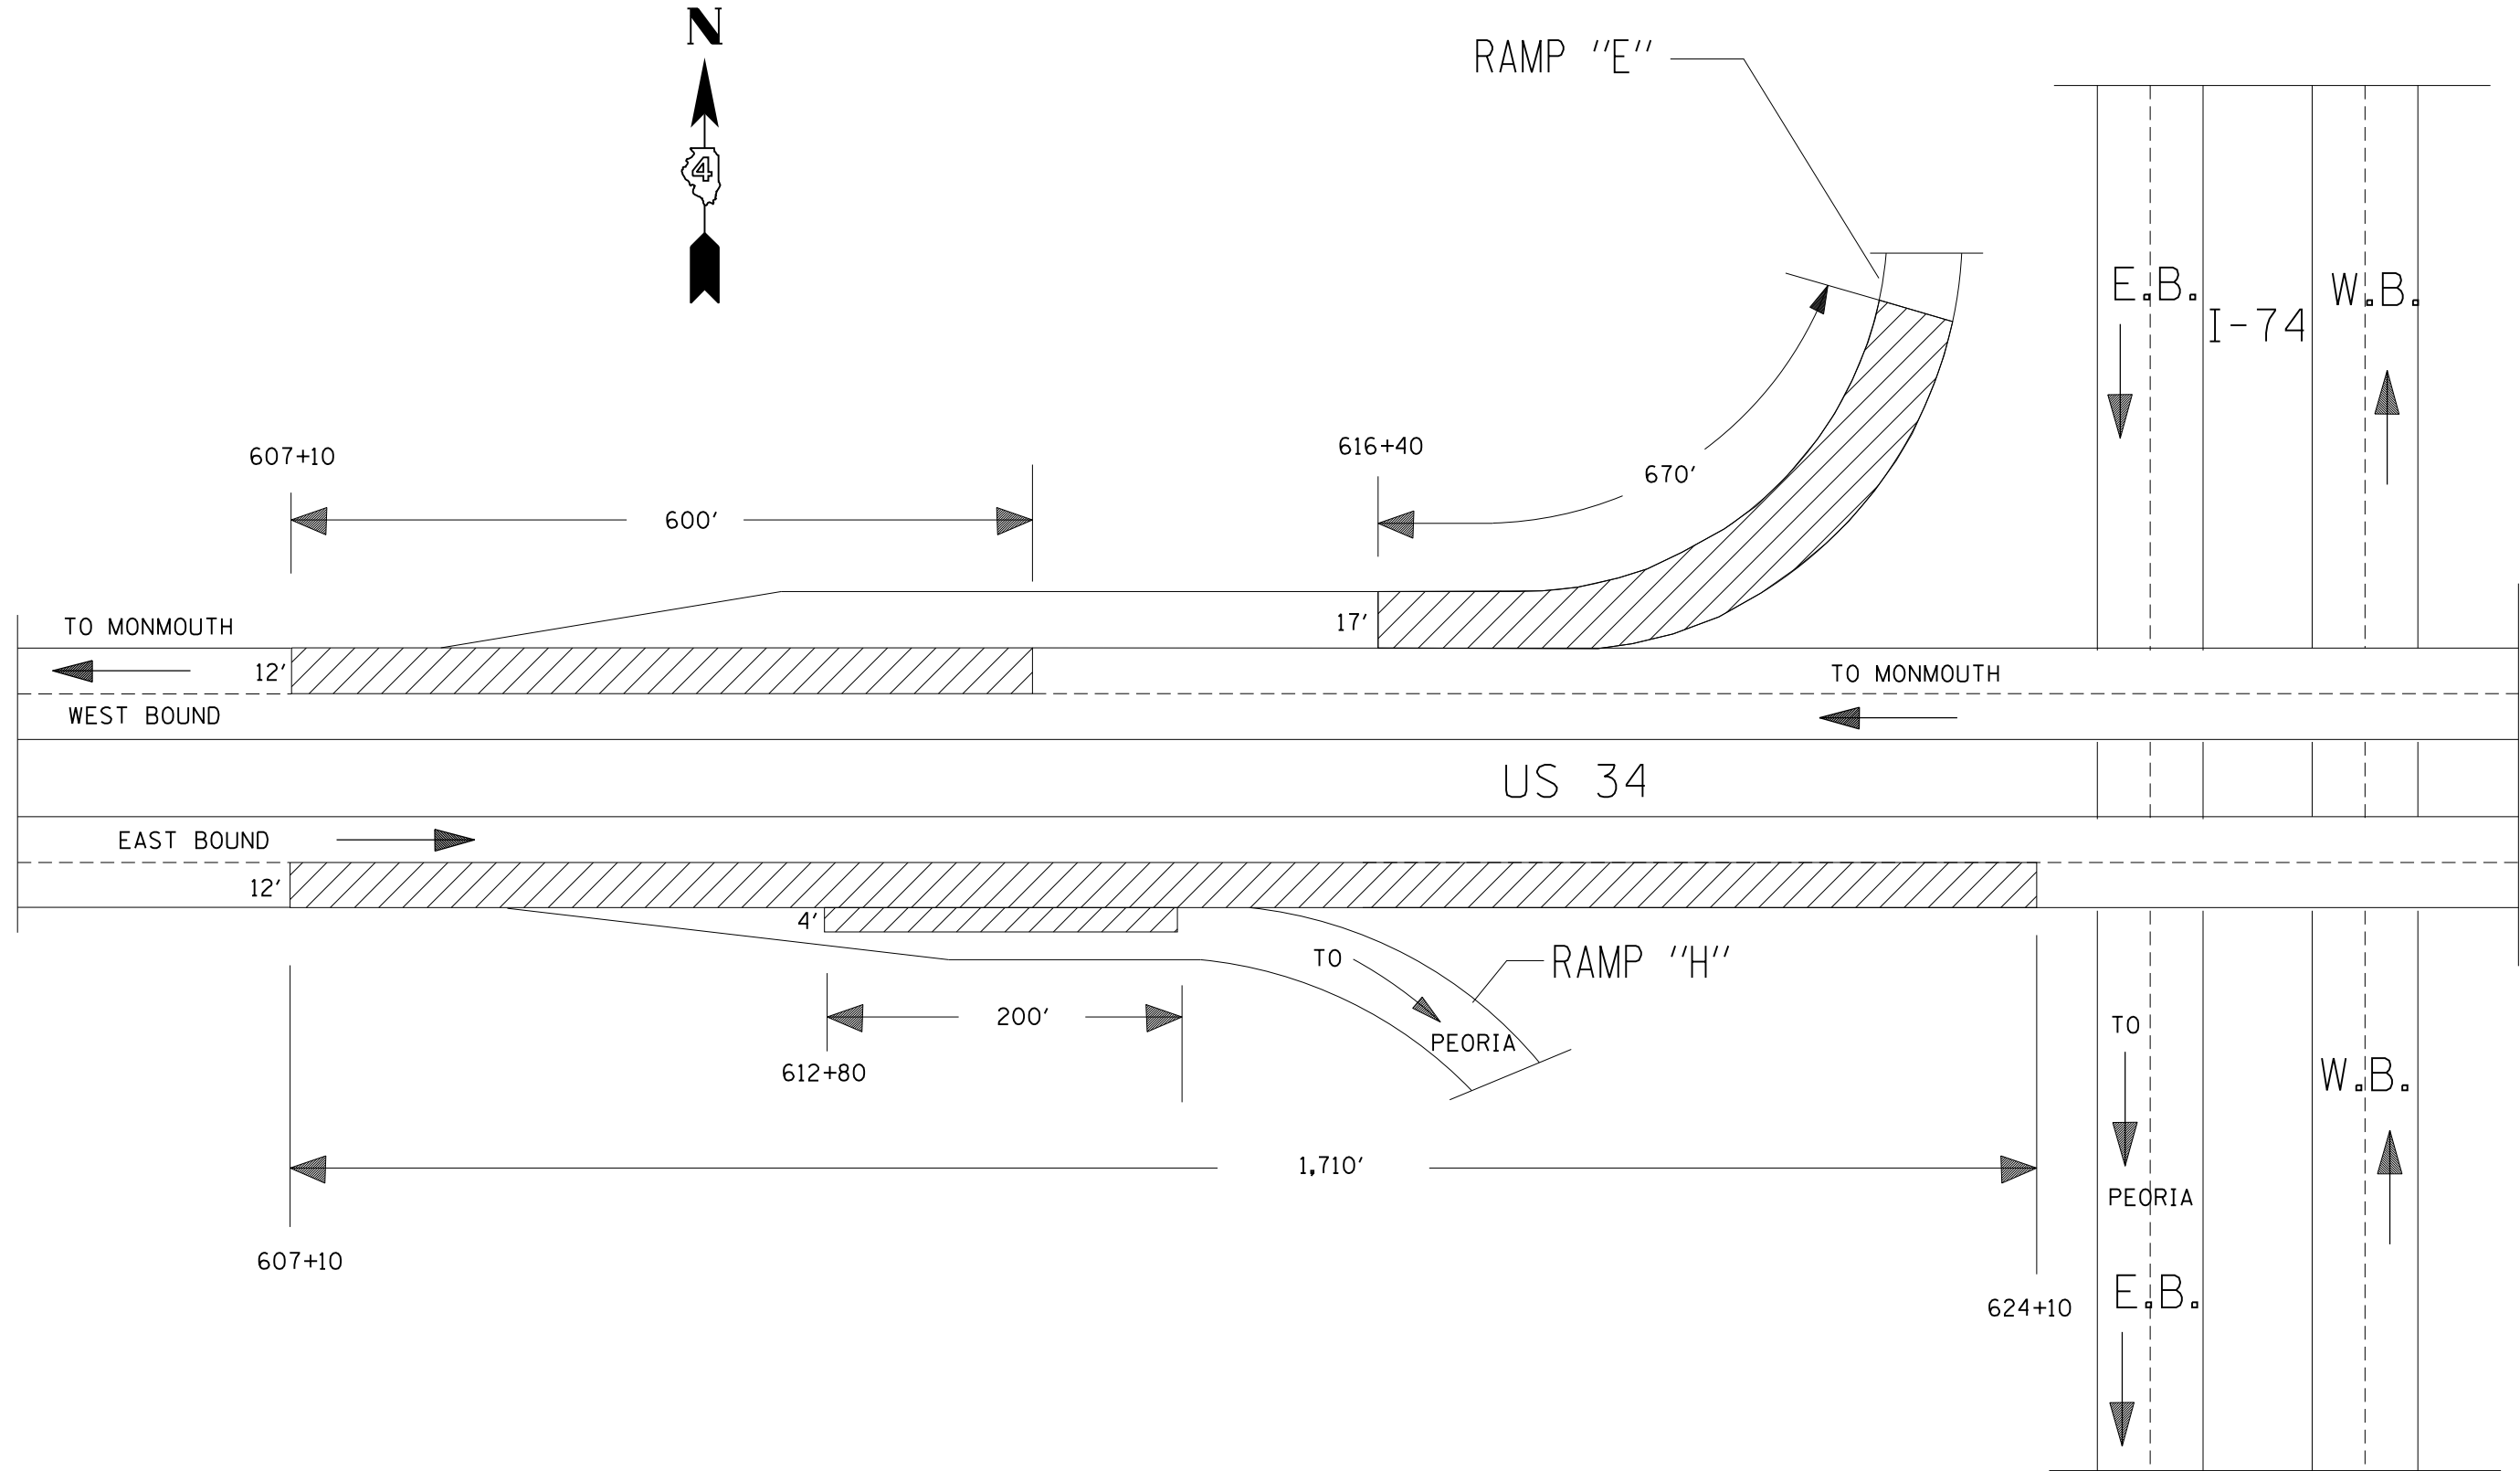 N
RAMP "E"
4
E.B.
W.B.
I-74
607+10
616+40
670'
600'
17'
TO MONMOUTH
12'
TO MONMOUTH
WEST BOUND
US 34
EAST BOUND
12'
4'
TO
RAMP "H"
200'
TO
PEORIA
612+80
W.B.
1,710'
PEORIA
607+10
E.B.
624+10